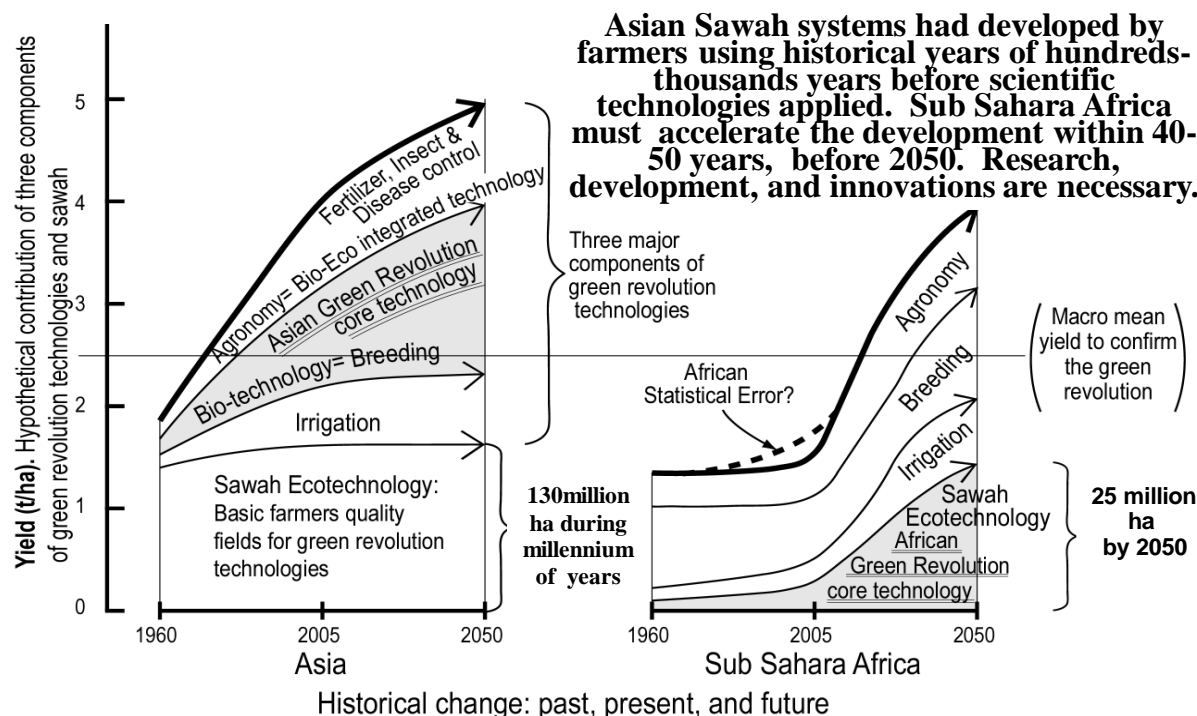 Asian Sawah systems had developed by
farmers using historical years of hundreds-
thousands years before scientific
technologies applied. Sub Sahara Africa
must accelerate the development within 40-
50 years, before 2050. Research,
development, and innovations are necessary.
Yield (t/ha). Hypothetical contribution of three components
of green revolution technologies and sawah
5
4
3
2
1
0
Fertilizer, Insect &
Disease control
Agronomy= Bio-Eco integrated technology
Asian Green Revolution
core technology
Bio-technology= Breeding
Irrigation
Sawah Ecotechnology:
Basic farmers quality
fields for green revolution
technologies
Three major
components of
green revolution
technologies
130million
ha during
millennium
of years
1960
2005
2050
Asia
African
Statistical Error?
Agronomy
Breeding
Irrigation
Sawah
Ecotechnology
African
Green Revolution
core technology
Macro mean
yield to confirm
the green
revolution
25 million
ha
by 2050
1960
2005
2050
Sub Sahara Africa
Historical change: past, present, and future